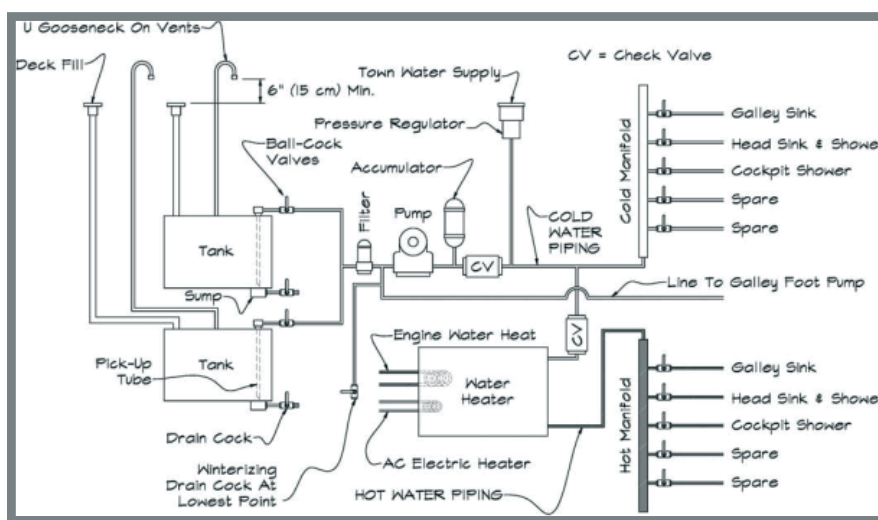 U Gooseneck On Vents
Deck Fill
6" (15 cm) Min.
Ball-Cock
Valves
Town Water Supply
Pressure Regulator
Accumulator
CV = Check Valve
Filter
Pump
CV
COLD
WATER
PIPING
Cold Manifold
Galley Sink
Head Sink & Shower
Cockpit Shower
Spare
Spare
Line To Galley Foot Pump
Tank
Sump
Tank
Pick-Up
Tube
Drain Cock
Winterizing
Drain Cock At
Lowest Point
Engine Water Heat
Water
Heater
AC Electric Heater
HOT WATER PIPING
CV
Hot Manifold
Galley Sink
Head Sink & Shower
Cockpit Shower
Spare
Spare